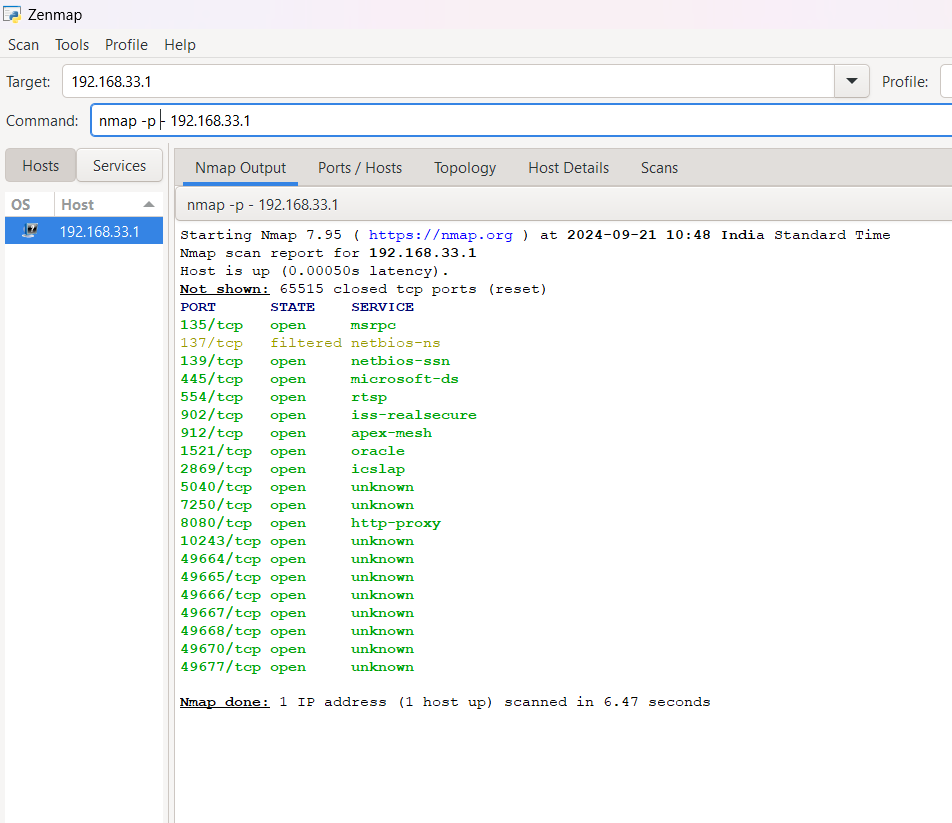 Zenmap
Scan Tools Profile Help
Target: 192.168.33.1 Profile:
Command: nmap -p - 192.168.33.1
Hosts Services
Nmap Output Ports / Hosts Topology Host Details Scans
OS Host
192.168.33.1
nmap -p - 192.168.33.1
Starting Nmap 7.95 ( https://nmap.org ) at 2024-09-21 10:48 India Standard Time
Nmap scan report for 192.168.33.1
Host is up (0.00050s latency).
Not shown: 65515 closed tcp ports (reset)
PORT STATE SERVICE
135/tcp open msrpc
137/tcp filtered netbios-ns
139/tcp open netbios-ssn
445/tcp open microsoft-ds
554/tcp open rtsp
902/tcp open iss-realsecure
912/tcp open apex-mesh
1521/tcp open oracle
2869/tcp open icslap
5040/tcp open unknown
7250/tcp open unknown
8080/tcp open http-proxy
10243/tcp open unknown
49664/tcp open unknown
49665/tcp open unknown
49666/tcp open unknown
49667/tcp open unknown
49668/tcp open unknown
49670/tcp open unknown
49677/tcp open unknown
Nmap done: 1 IP address (1 host up) scanned in 6.47 seconds